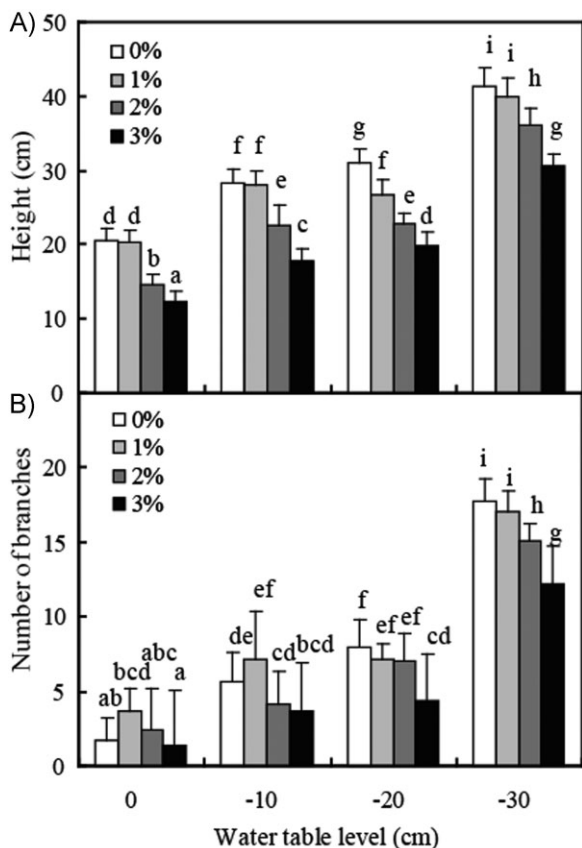 A)
50
0%
1%
2%
3%
i i h g
40
g f e d
f f e c
30
d d b a
20
10
0
Height (cm)
B)
0%
1%
2%
3%
i i h g
20
15
f ef ef cd
de ef cd bcd
10
ab bcd abc a
5
0
Number of branches
0 -10 -20 -30
Water table level (cm)